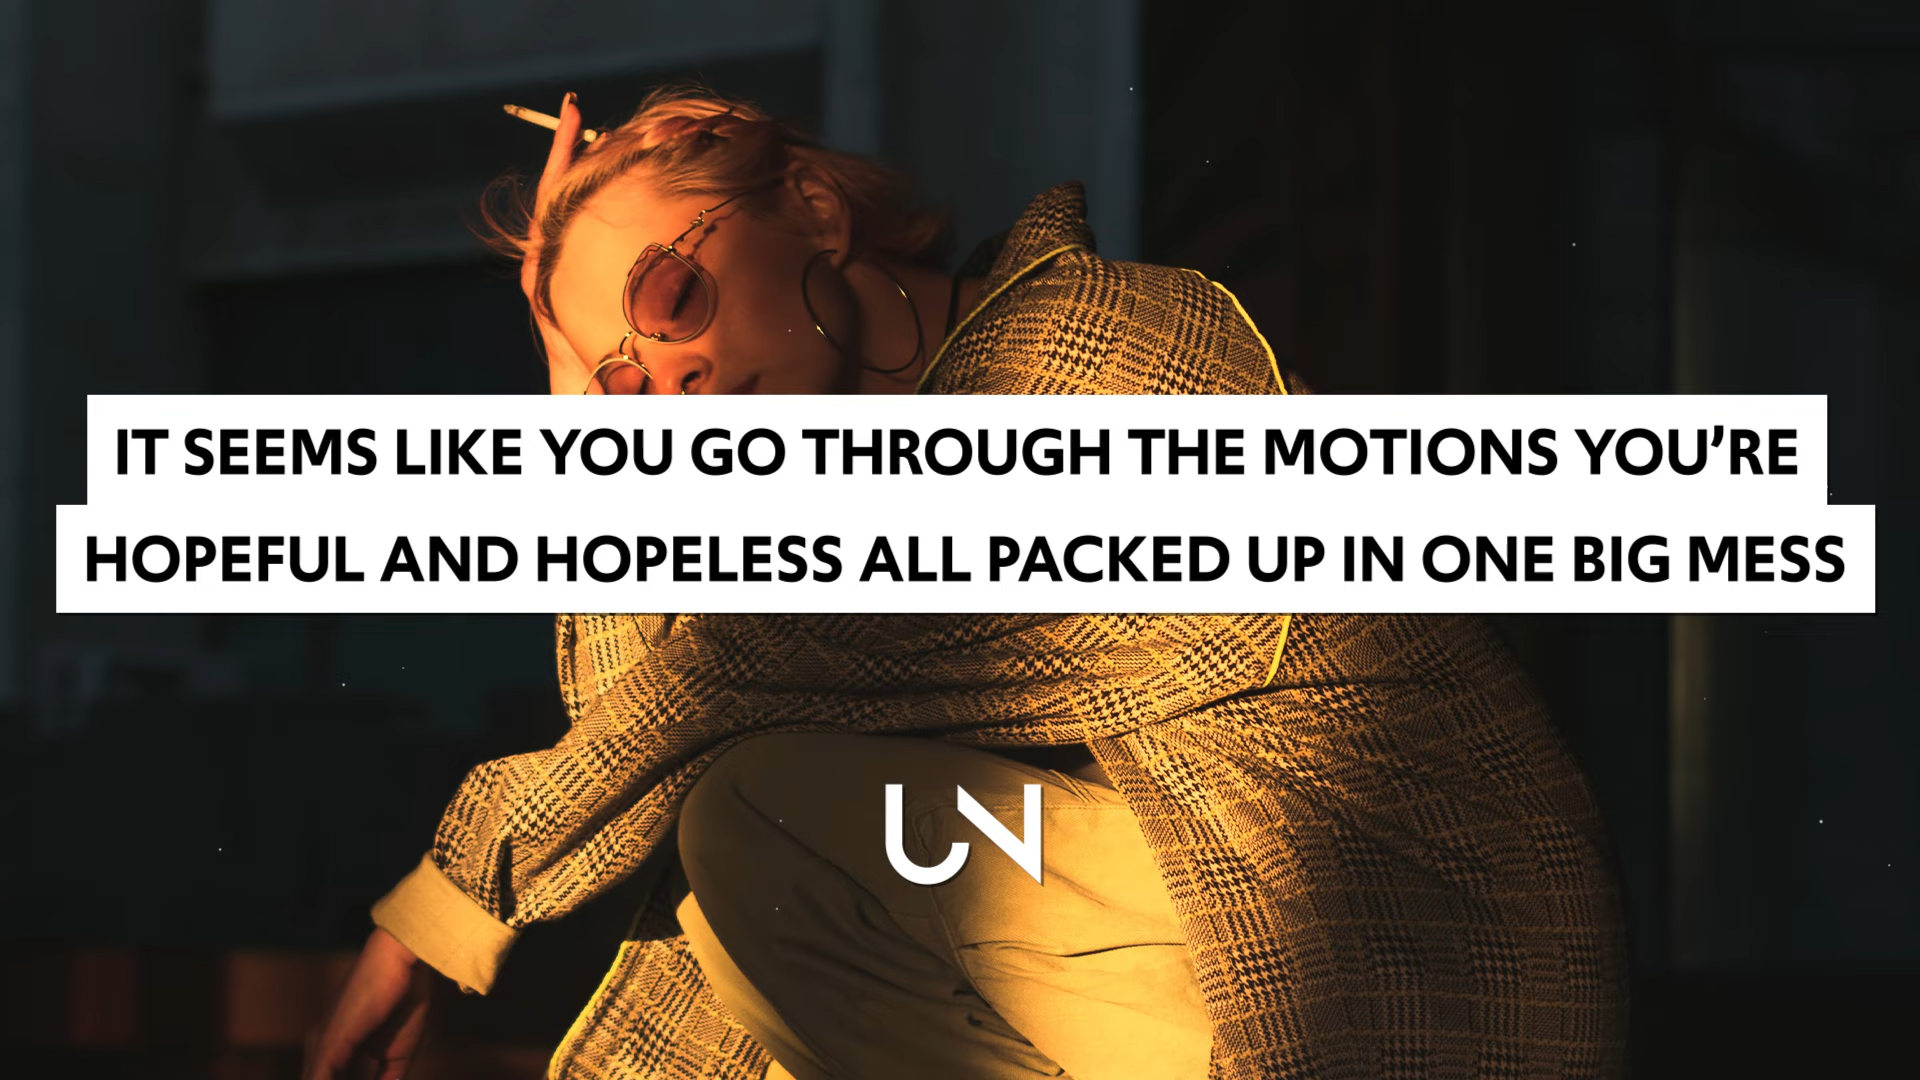 IT SEEMS LIKE YOU GO THROUGH THE MOTIONS YOU’RE
HOPEFUL AND HOPELESS ALL PACKED UP IN ONE BIG MESS
UN